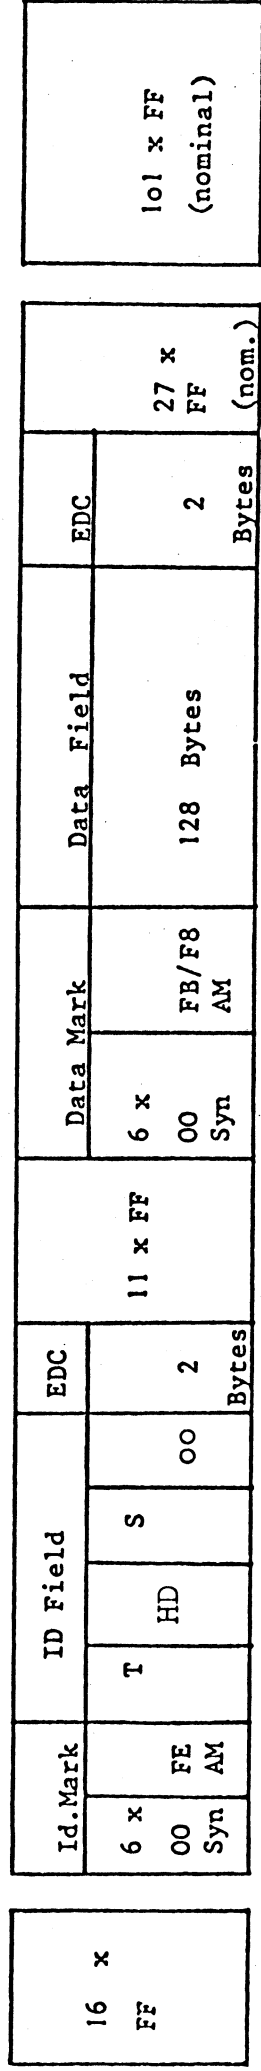 16 x
FF
Id.Mark
6 x
00
Syn
FE
AM
ID Field
T
HD
S
00
EDC
2
Bytes
11 x FF
Data Mark
6 x
00
Syn
FB/F8
AM
Data Field
128 Bytes
EDC
2
Bytes
27 x
FF
(nom.)
101 x FF
(nominal)